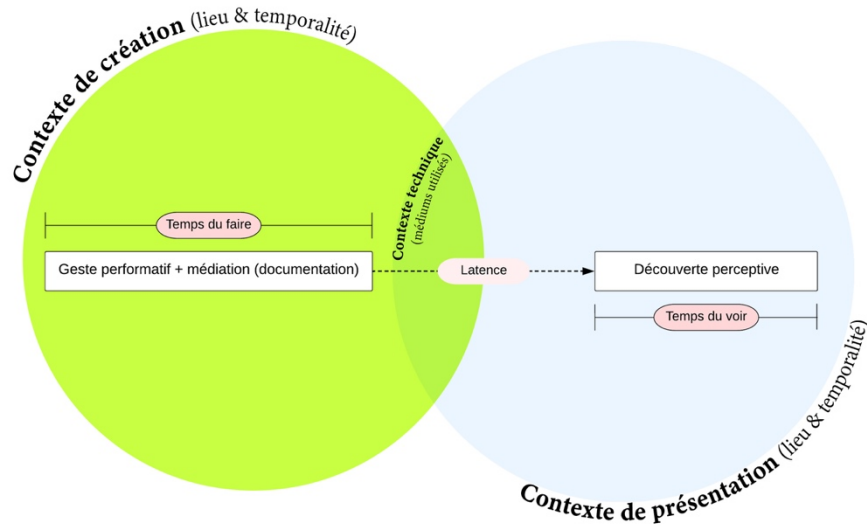 Contexte de création (lieu & temporalité)
Contexte technique
(médiums utilisés)
Temps du faire
Geste performatif + médiation (documentation)
Latence
Découverte perceptive
Temps du voir
Contexte de présentation (lieu & temporalité)